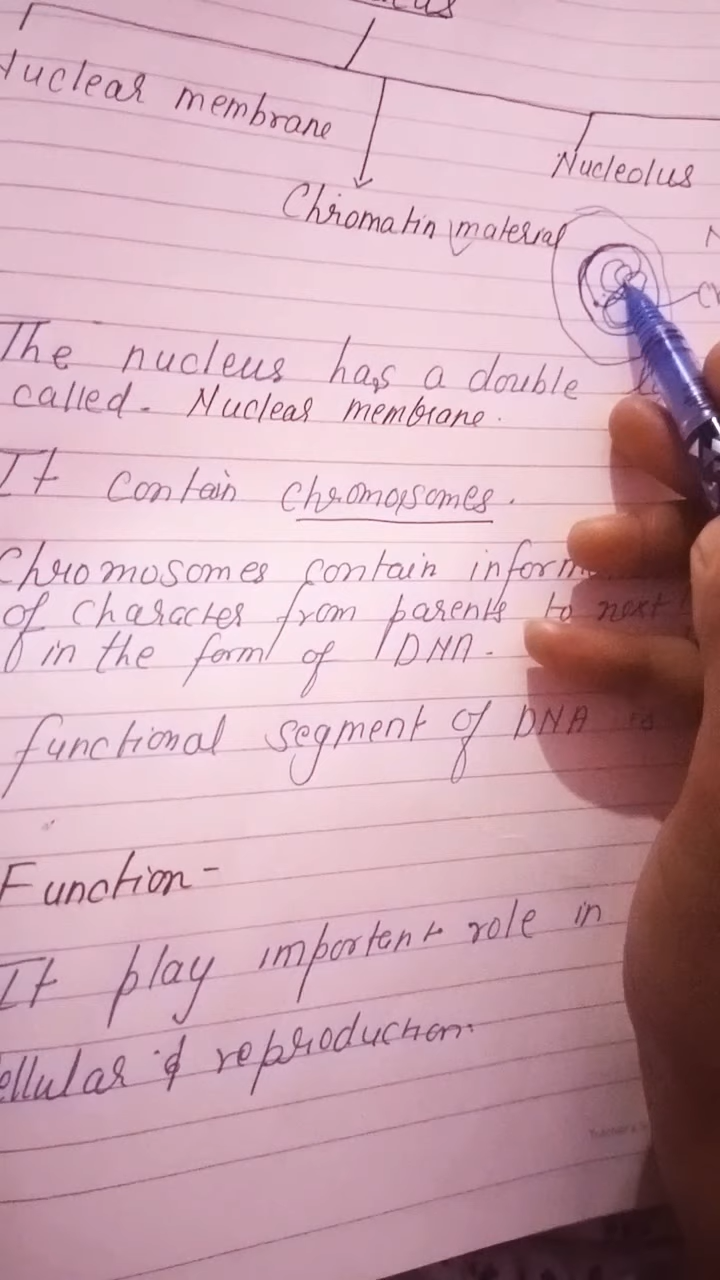 Nuclear membrane
Nucleolus
Chromatin material
The nucleus has a double
called. Nuclear membrane.
It contain chromosomes.
Chromosomes contain inform
of character from parents to next
in the form of DNA.
functional segment of DNA
Function-
It play important role in
ellular & reproduction.